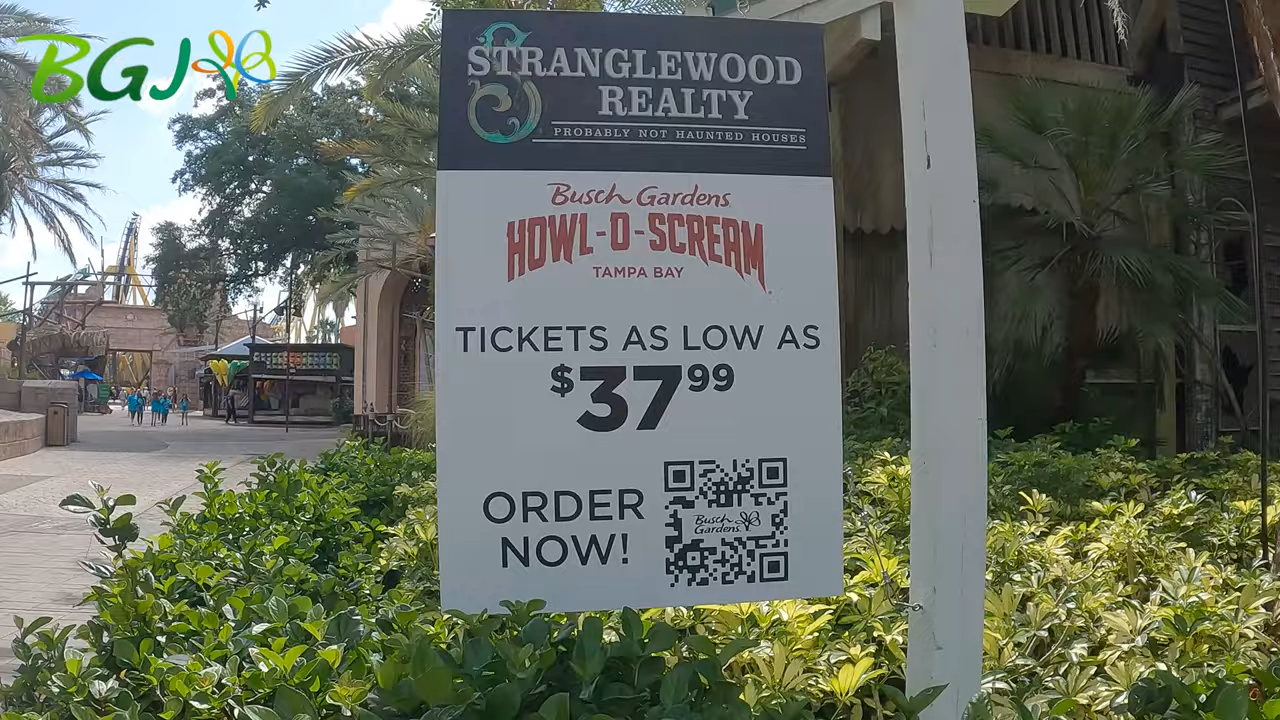 BGJ
STRANGLEWOOD
REALTY
PROBABLY NOT HAUNTED HOUSES
Busch Gardens
HOWL-O-SCREAM
TAMPA BAY
TICKETS AS LOW AS
$37.99
ORDER
NOW!
Busch
Gardens